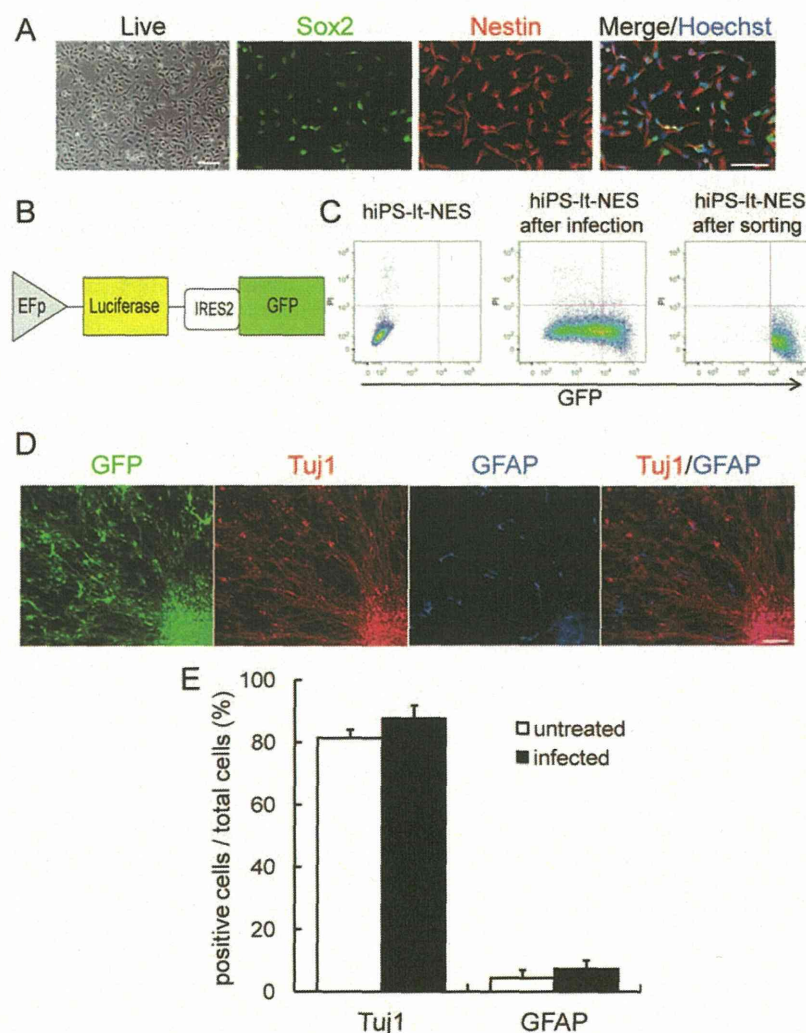 A
Live
Sox2
Nestin
Merge/Hoechst
B
EFp
Luciferase
IRES2
GFP
C
hiPS-lt-NES
hiPS-lt-NES
after infection
hiPS-lt-NES
after sorting
PI
PI
GFP
D
GFP
Tuj1
GFAP
Tuj1/GFAP
E
positive cells / total cells (%)
100
80
60
40
20
0
untreated
infected
Tuj1
GFAP